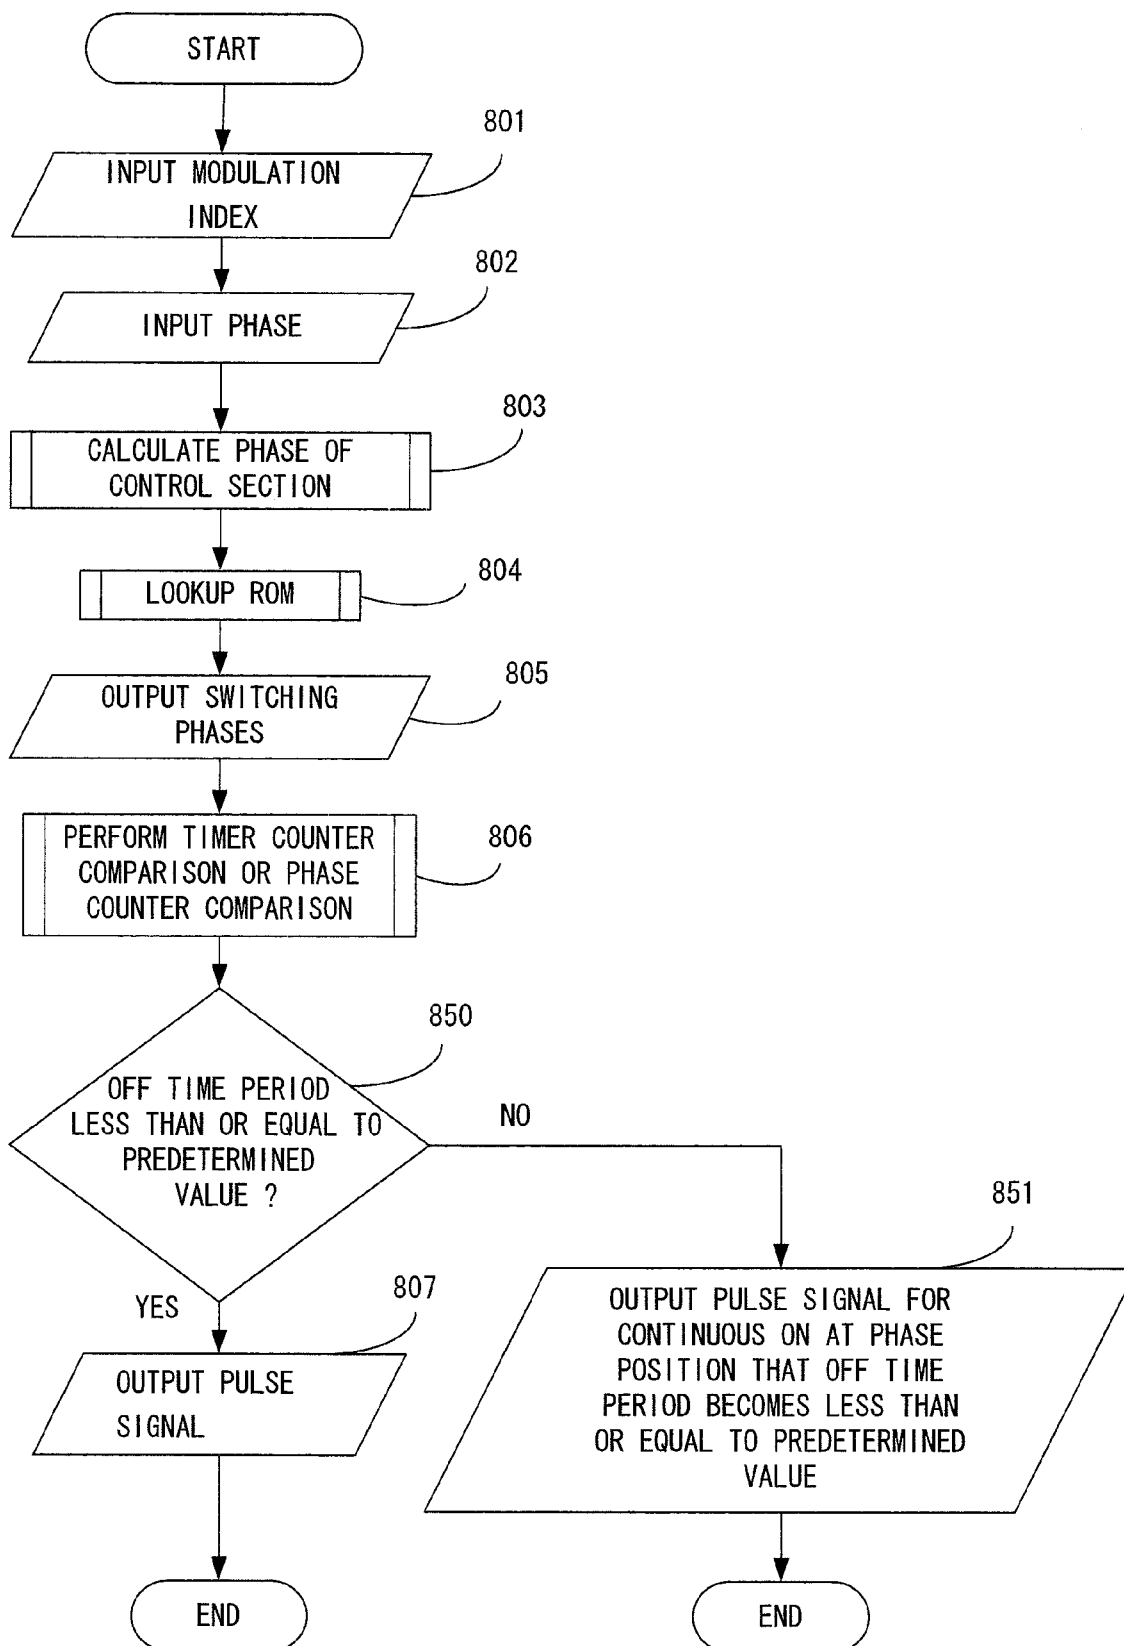 START
801
INPUT MODULATION
INDEX
802
INPUT PHASE
803
CALCULATE PHASE OF
CONTROL SECTION
804
LOOKUP ROM
805
OUTPUT SWITCHING
PHASES
806
PERFORM TIMER COUNTER
COMPARISON OR PHASE
COUNTER COMPARISON
850
OFF TIME PERIOD
LESS THAN OR EQUAL TO
PREDETERMINED
VALUE ?
NO
YES
807
OUTPUT PULSE
SIGNAL
END
851
OUTPUT PULSE SIGNAL FOR
CONTINUOUS ON AT PHASE
POSITION THAT OFF TIME
PERIOD BECOMES LESS THAN
OR EQUAL TO PREDETERMINED
VALUE
END